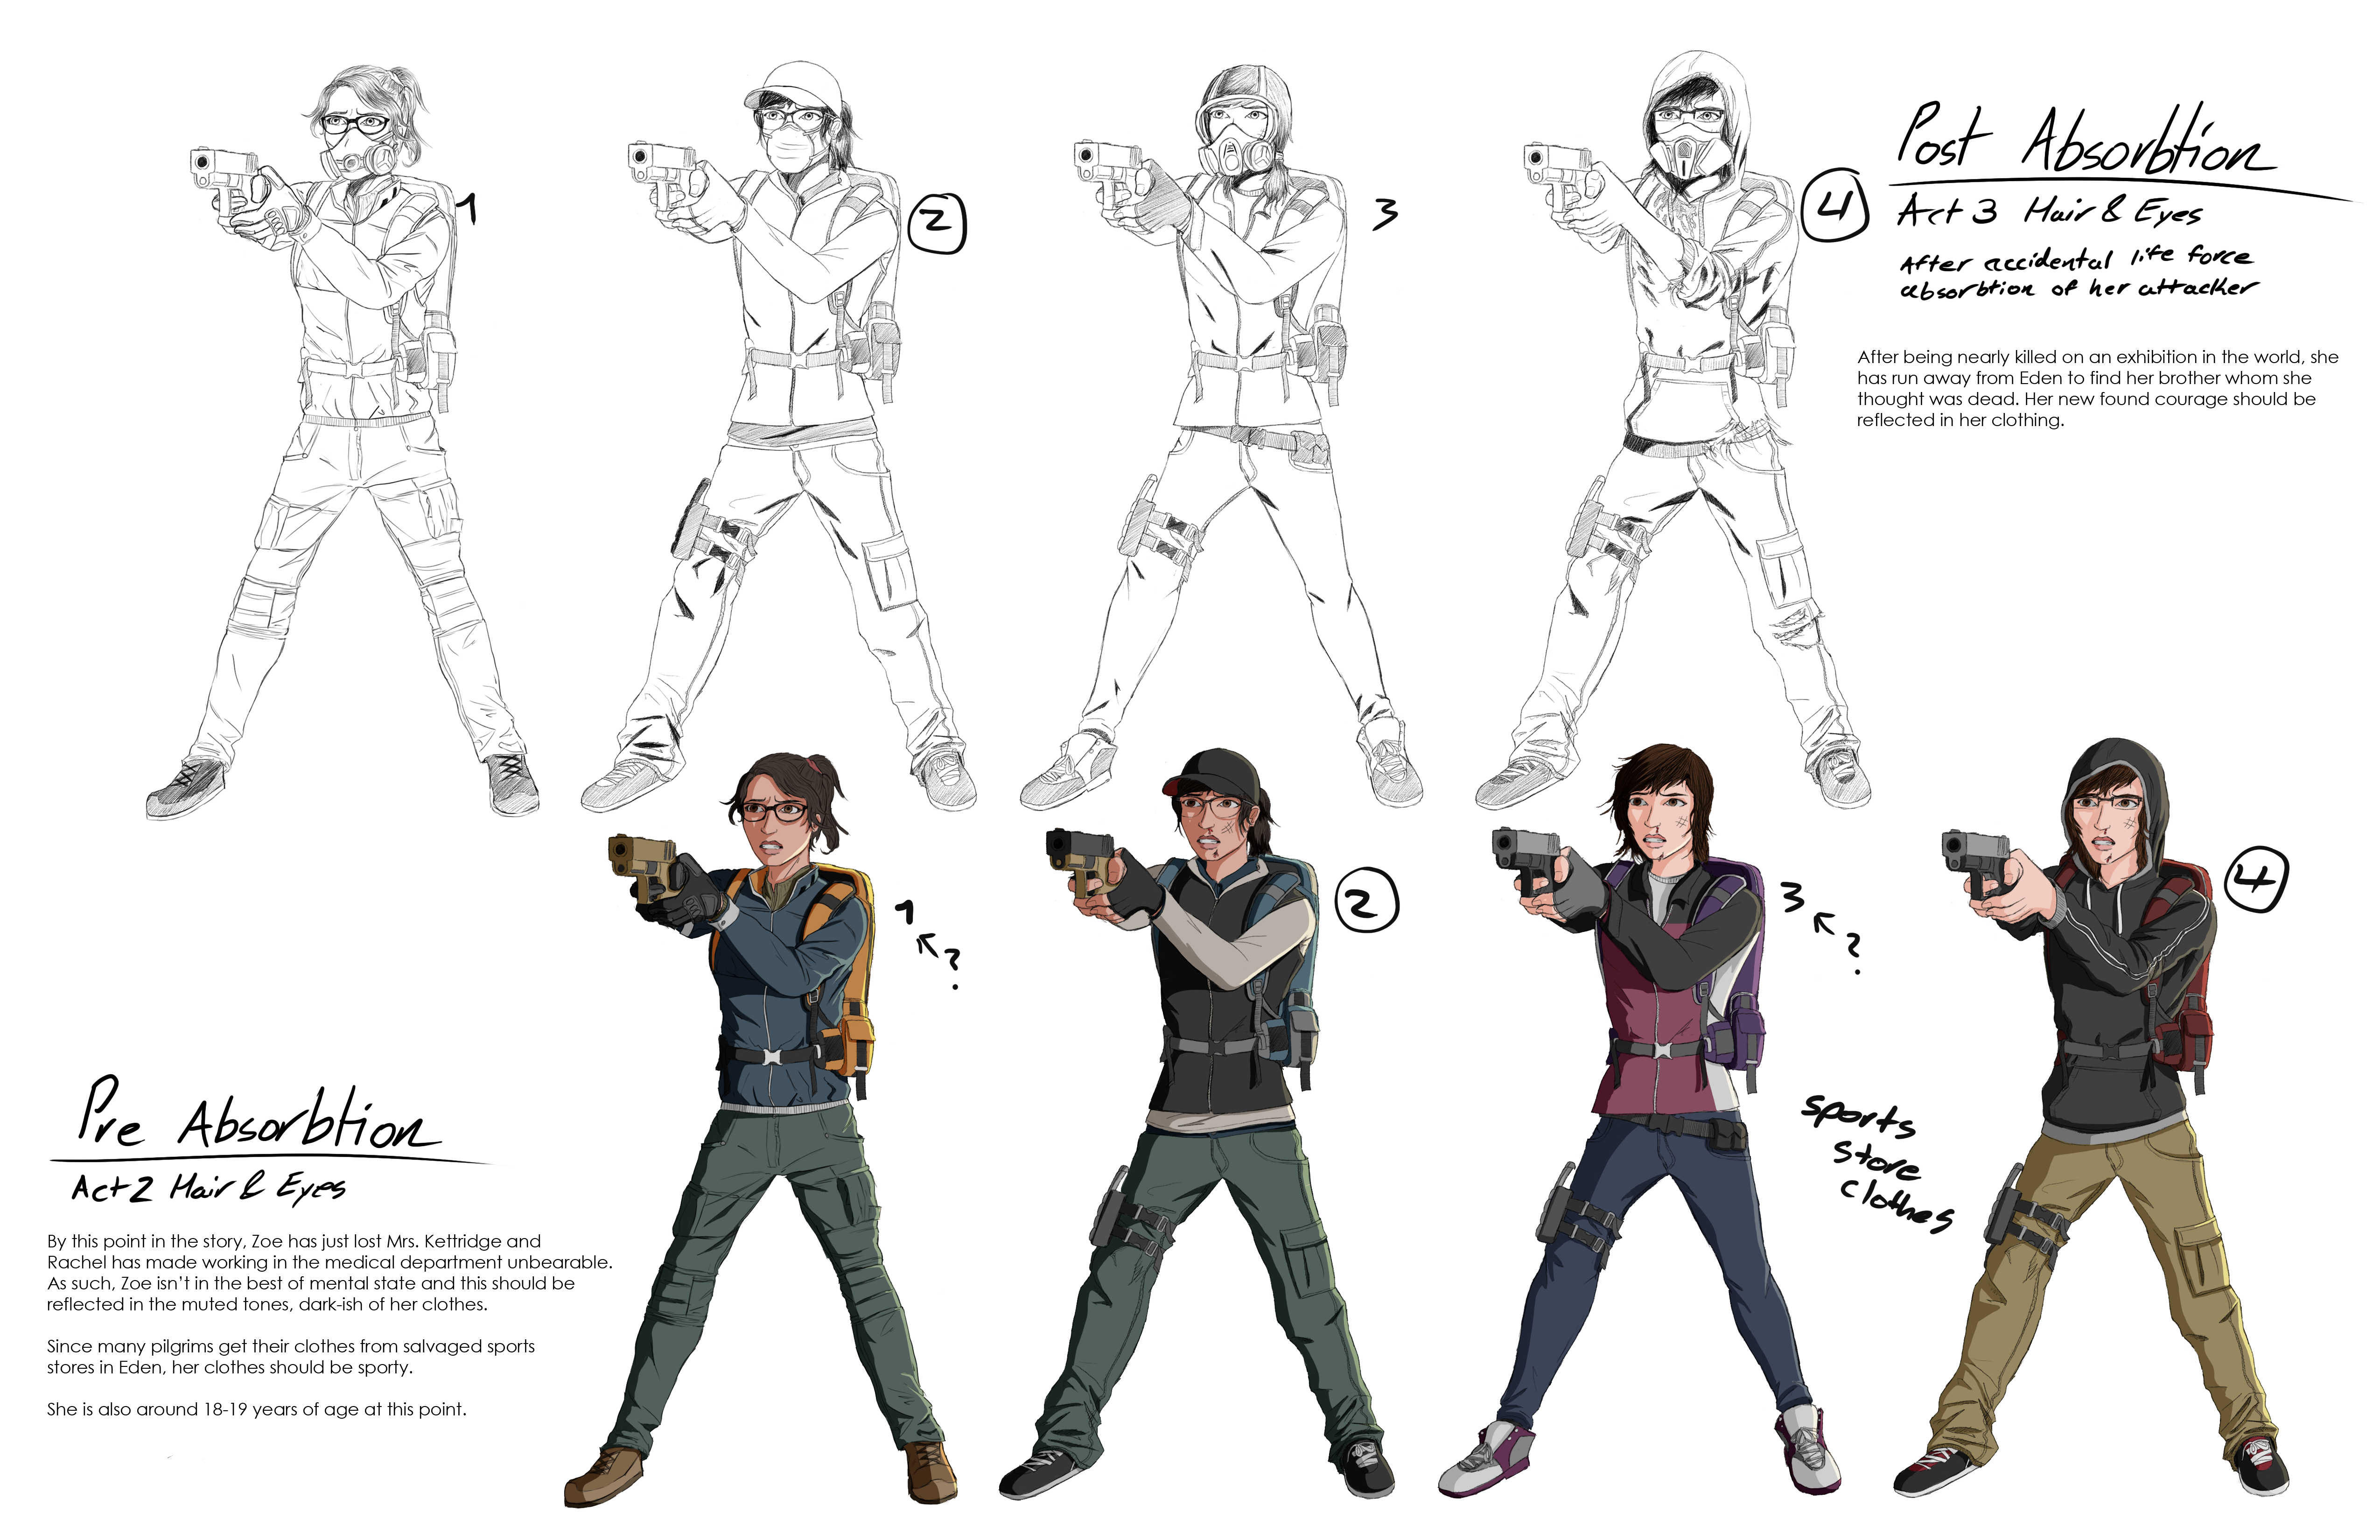 1
2
3
4
Post Absorbtion
Act 3 Hair & Eyes
After accidental life force
absorbtion of her attacker
After being nearly killed on an exhibition in the world, she
has run away from Eden to find her brother whom she
thought was dead. Her new found courage should be
reflected in her clothing.
1
?
2
3
?
4
sports
store
clothes
Pre Absorbtion
Act 2 Hair & Eyes
By this point in the story, Zoe has just lost Mrs. Kettridge and
Rachel has made working in the medical department unbearable.
As such, Zoe isn't in the best of mental state and this should be
reflected in the muted tones, dark-ish of her clothes.
Since many pilgrims get their clothes from salvaged sports
stores in Eden, her clothes should be sporty.
She is also around 18-19 years of age at this point.